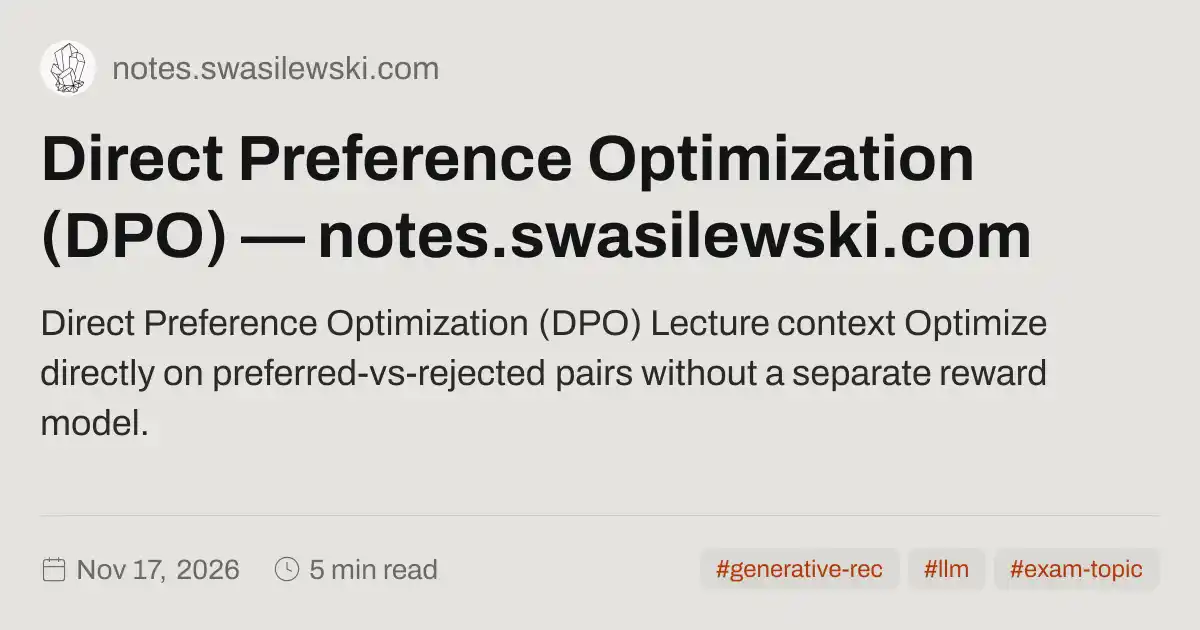 notes.swasilewski.com
Direct Preference Optimization
(DPO) — notes.swasilewski.com
Direct Preference Optimization (DPO) Lecture context Optimize
directly on preferred-vs-rejected pairs without a separate reward
model.
Nov 17, 2026 5 min read #generative-rec #llm #exam-topic